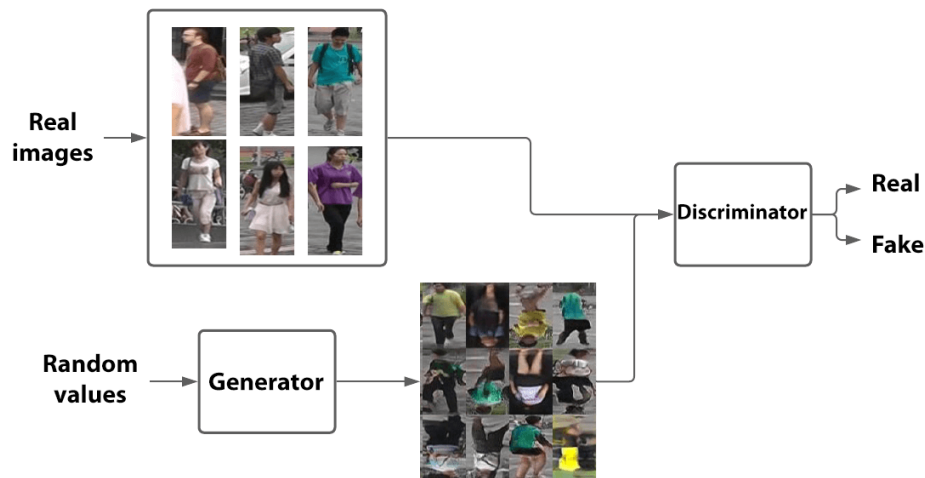 Real
images
Discriminator
Real
Fake
Random
values
Generator